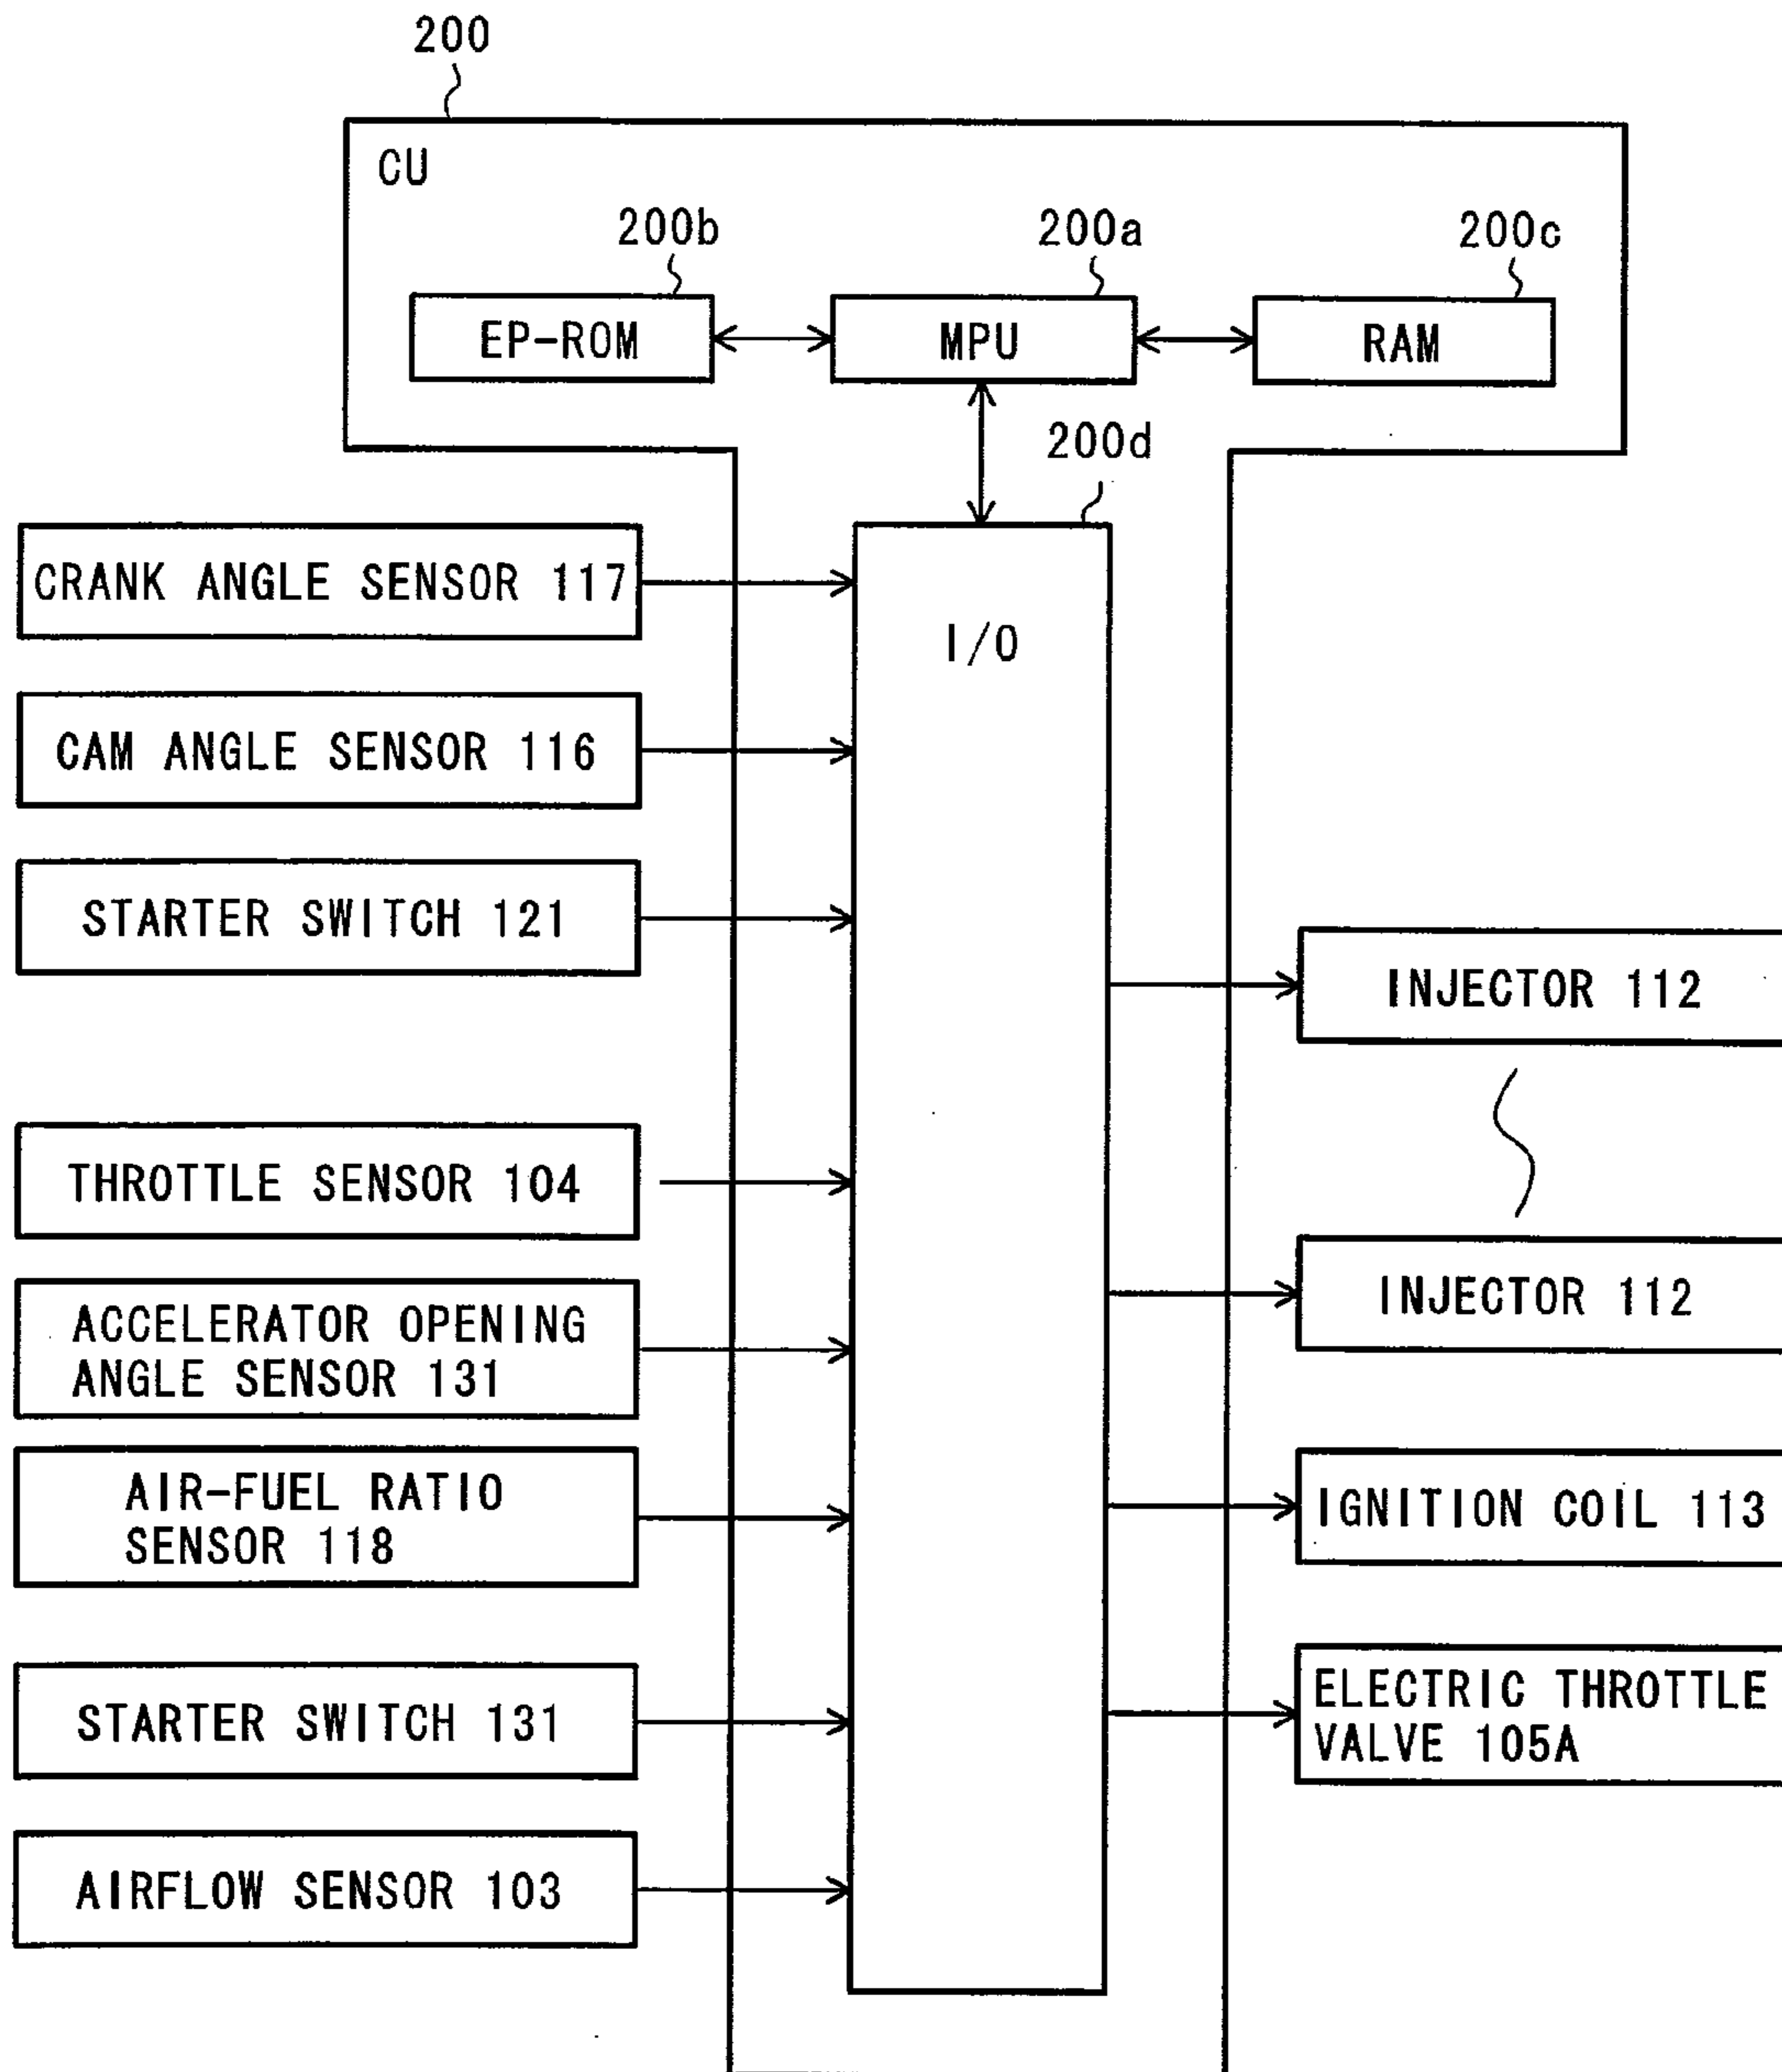 200
CU
200b
200a
200c
EP-ROM
MPU
RAM
200d
I/O
CRANK ANGLE SENSOR 117
CAM ANGLE SENSOR 116
STARTER SWITCH 121
THROTTLE SENSOR 104
ACCELERATOR OPENING
ANGLE SENSOR 131
AIR-FUEL RATIO
SENSOR 118
STARTER SWITCH 131
AIRFLOW SENSOR 103
INJECTOR 112
INJECTOR 112
IGNITION COIL 113
ELECTRIC THROTTLE
VALVE 105A